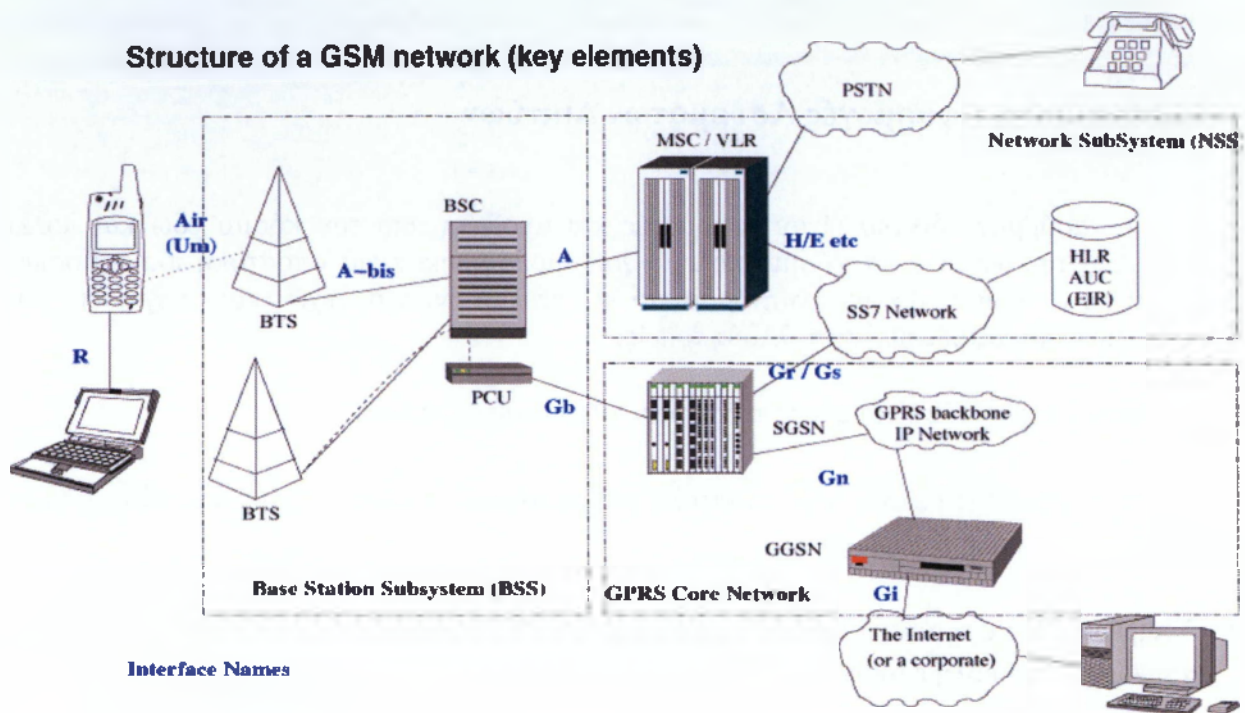 Structure of a GSM network (key elements)
PSTN
MSC / VLR
Network SubSystem (NSS
BSC
Air
(Um)
A~bis
A
H/E etc
HLR
AUC
(EIR)
BTS
SS7 Network
R
PCU
Gb
Gr / Gs
SGSN
GPRS backbone
IP Network
Gn
BTS
GGSN
Base Station Subsystem (BSS)
GPRS Core Network
Gi
The Internet
(or a corporate)
Interface Names